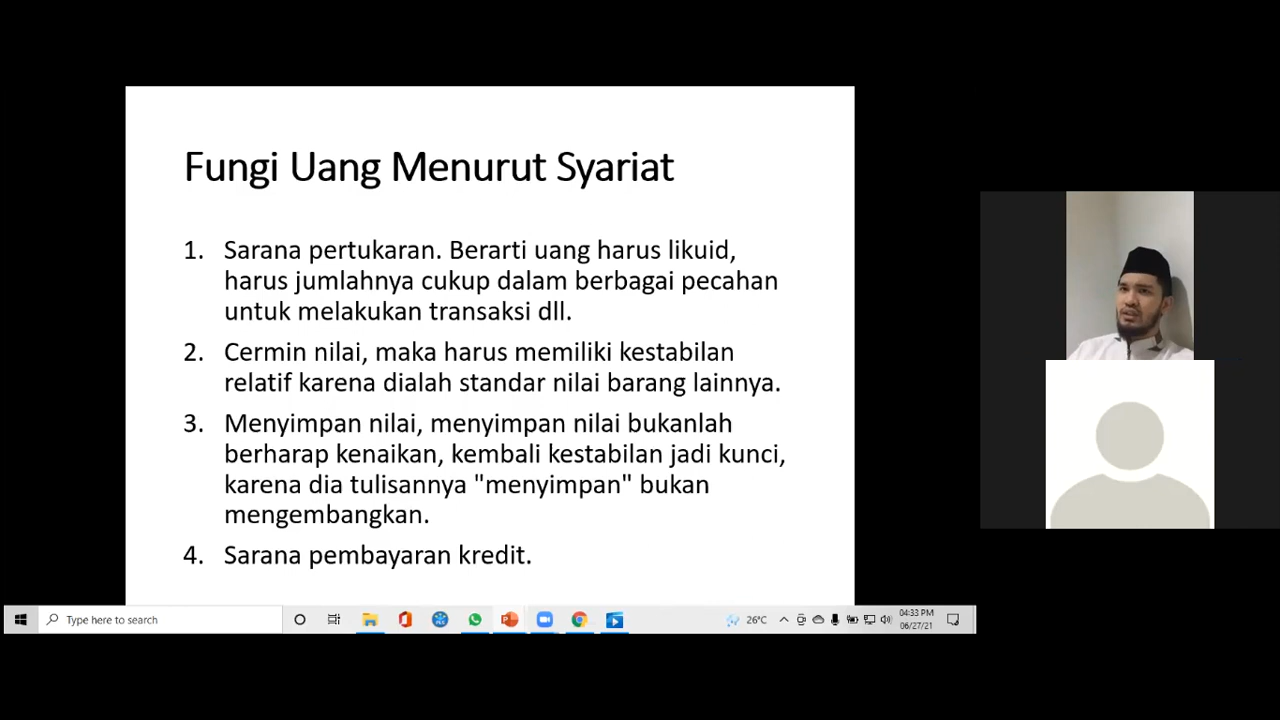 Fungi Uang Menurut Syariat
1. Sarana pertukaran. Berarti uang harus likuid,
harus jumlahnya cukup dalam berbagai pecahan
untuk melakukan transaksi dll.
2. Cermin nilai, maka harus memiliki kestabilan
relatif karena dialah standar nilai barang lainnya.
3. Menyimpan nilai, menyimpan nilai bukanlah
berharap kenaikan, kembali kestabilan jadi kunci,
karena dia tulisannya "menyimpan" bukan
mengembangkan.
4. Sarana pembayaran kredit.
Type here to search
26°C
04:33 PM
06/27/21